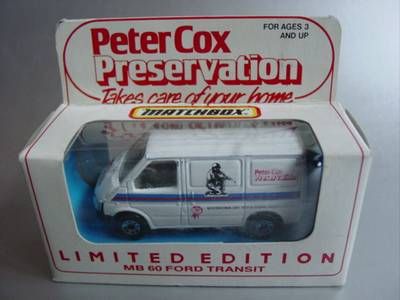 Peter Cox
Preservation
Takes care of your home
FOR AGES 3
AND UP
MATCHBOX
Peter Cox
Preservation
LIMITED EDITION
MB 60 FORD TRANSIT